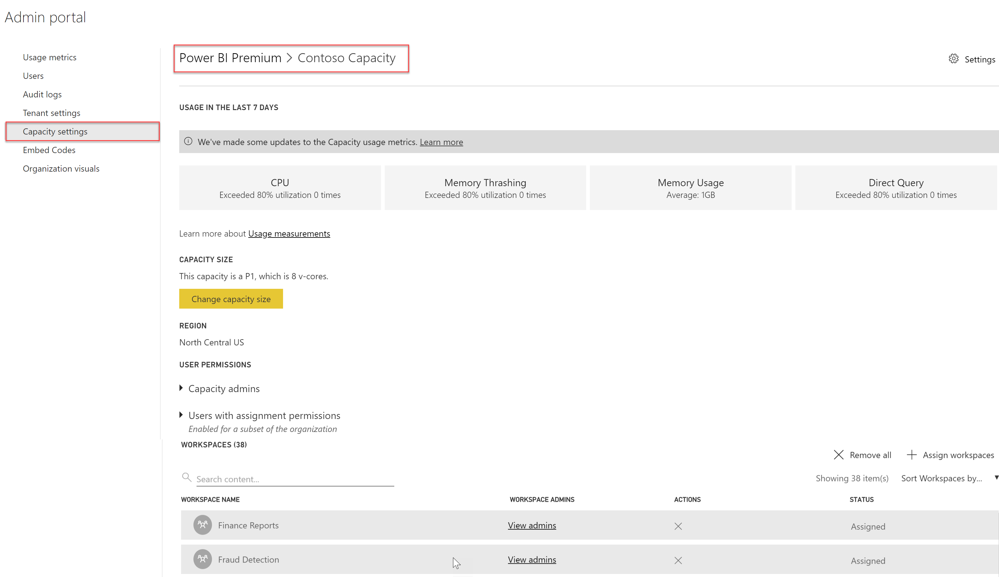 Admin portal
Usage metrics
Users
Audit logs
Tenant settings
Capacity settings
Embed Codes
Organization visuals
Power BI Premium > Contoso Capacity
Settings
USAGE IN THE LAST 7 DAYS
We've made some updates to the Capacity usage metrics. Learn more
CPU
Exceeded 80% utilization 0 times
Memory Thrashing
Exceeded 80% utilization 0 times
Memory Usage
Average: 1GB
Direct Query
Exceeded 80% utilization 0 times
Learn more about Usage measurements
CAPACITY SIZE
This capacity is a P1, which is 8 v-cores.
Change capacity size
REGION
North Central US
USER PERMISSIONS
Capacity admins
Users with assignment permissions
Enabled for a subset of the organization
WORKSPACES (38)
Remove all
Assign workspaces
Search content...
Showing 38 item(s)
Sort Workspaces by...
WORKSPACE NAME WORKSPACE ADMINS ACTIONS STATUS
Finance Reports View admins Assigned
Fraud Detection View admins Assigned